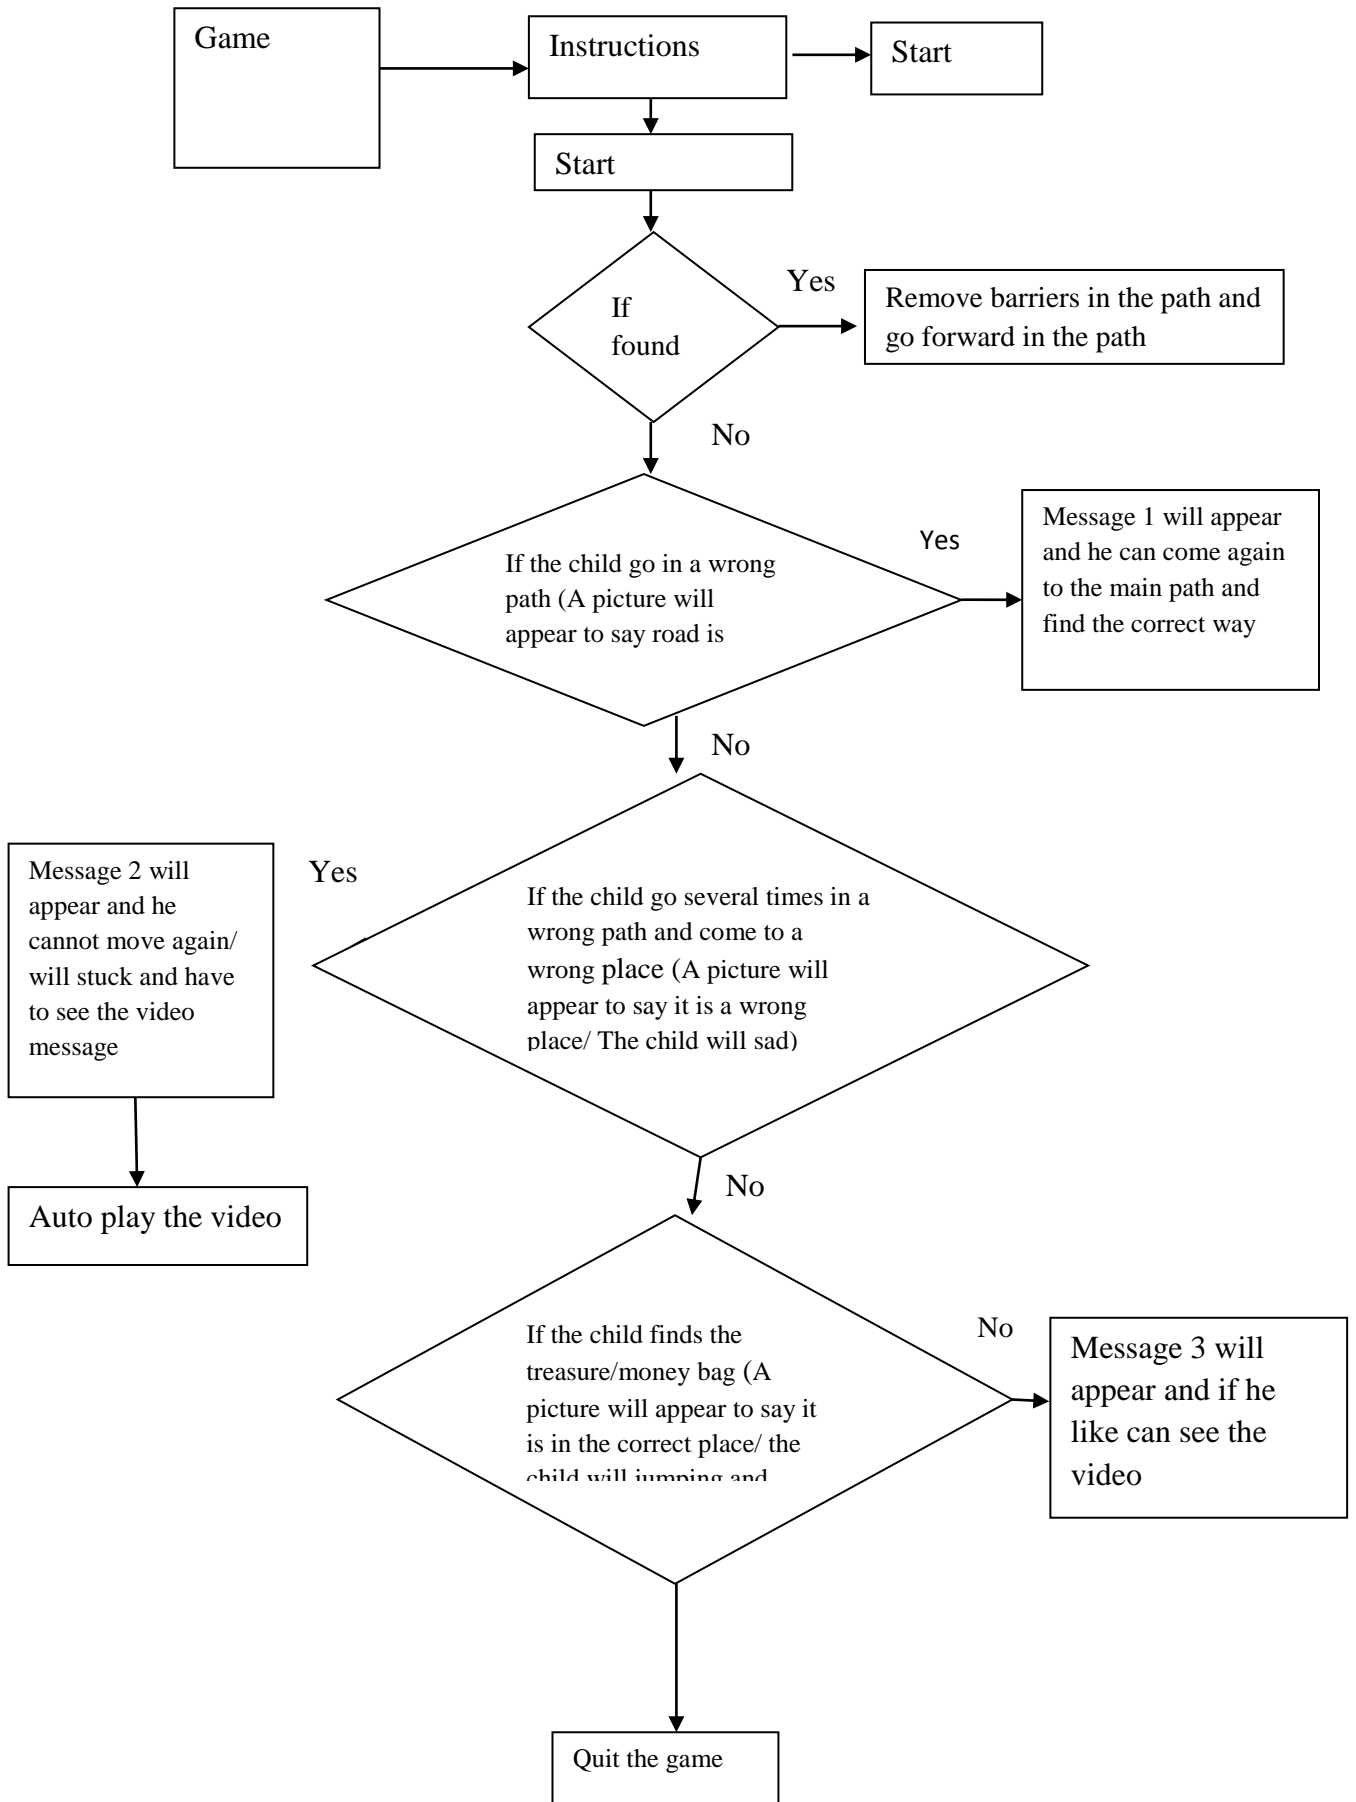 Game
Instructions
Start
Start
If
found
Yes
Remove barriers in the path and
go forward in the path
No
If the child go in a wrong
path (A picture will
appear to say road is
Yes
Message 1 will appear
and he can come again
to the main path and
find the correct way
No
If the child go several times in a
wrong path and come to a
wrong place (A picture will
appear to say it is a wrong
place/ The child will sad)
Yes
Message 2 will
appear and he
cannot move again/
will stuck and have
to see the video
message
Auto play the video
No
If the child finds the
treasure/money bag (A
picture will appear to say it
is in the correct place/ the
child will jumping and
No
Message 3 will
appear and if he
like can see the
video
Quit the game